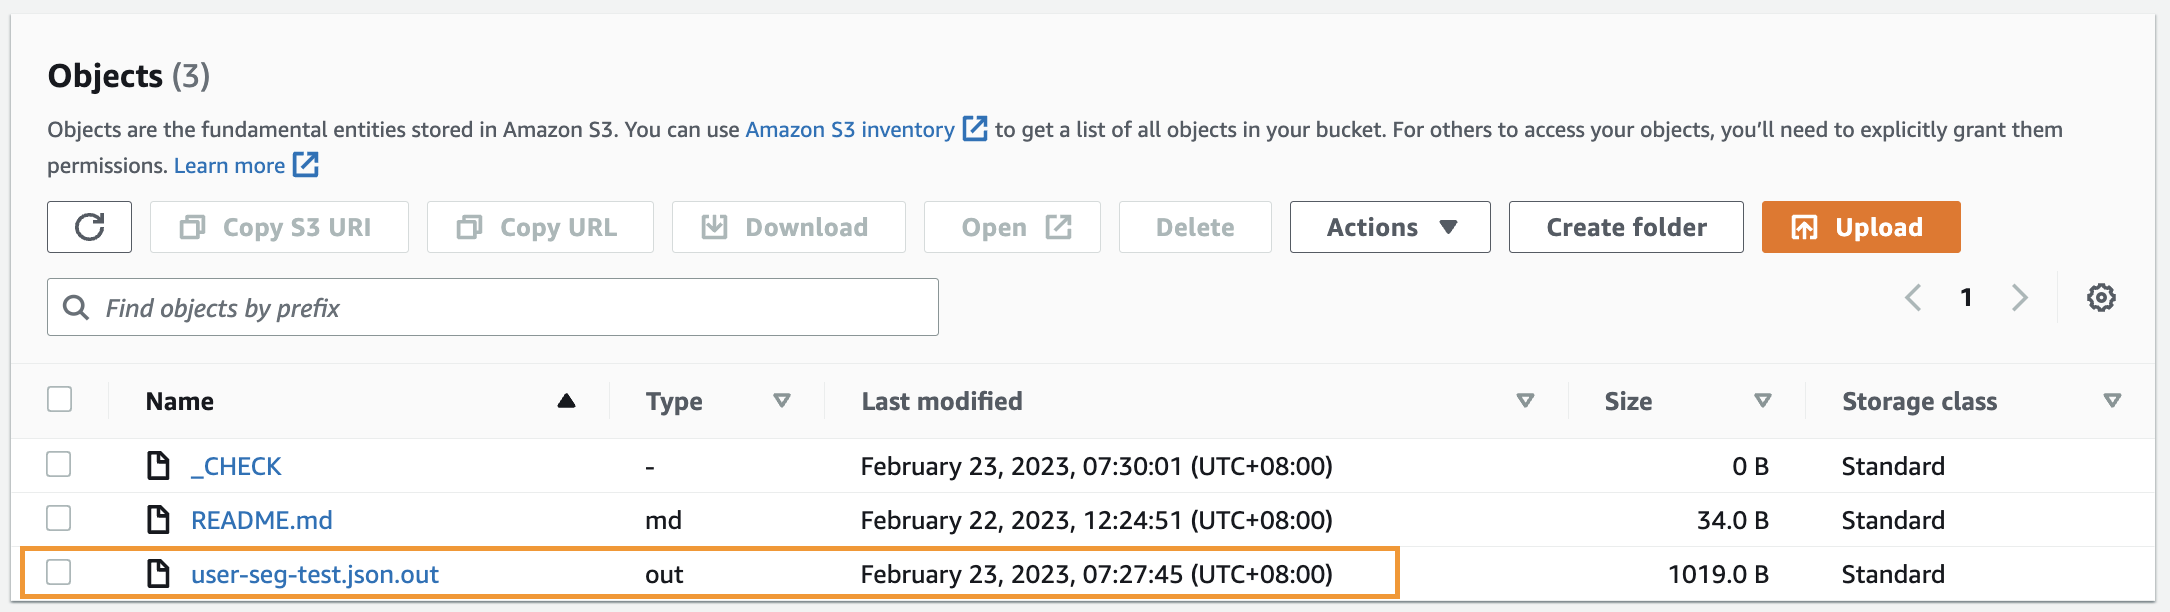 Objects (3)
Objects are the fundamental entities stored in Amazon S3. You can use Amazon S3 inventory to get a list of all objects in your bucket. For others to access your objects, you'll need to explicitly grant them
permissions. Learn more
Copy S3 URI Copy URL Download Open Delete Actions Create folder Upload
Find objects by prefix 1
Name Type Last modified Size Storage class
_CHECK - February 23, 2023, 07:30:01 (UTC+08:00) 0 B Standard
README.md md February 22, 2023, 12:24:51 (UTC+08:00) 34.0 B Standard
user-seg-test.json.out out February 23, 2023, 07:27:45 (UTC+08:00) 1019.0 B Standard